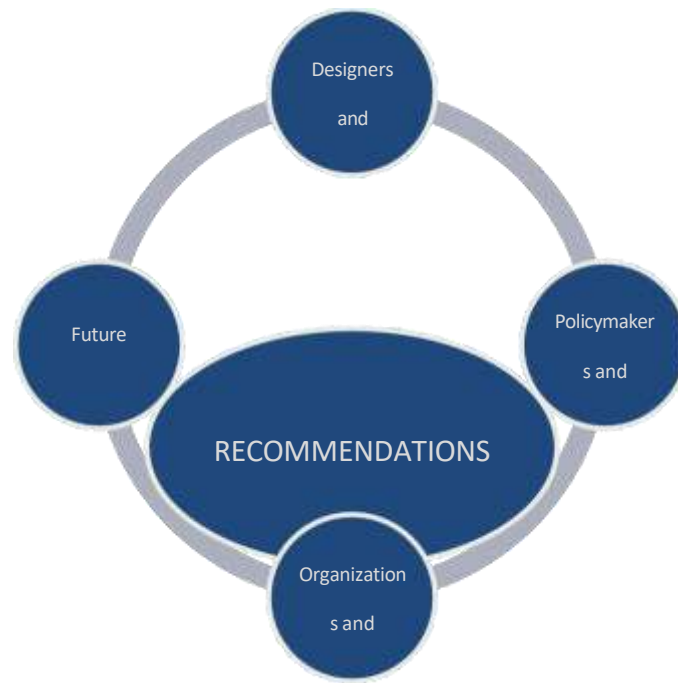 Designers
and
Future
Policymaker
s and
RECOMMENDATIONS
Organization
s and